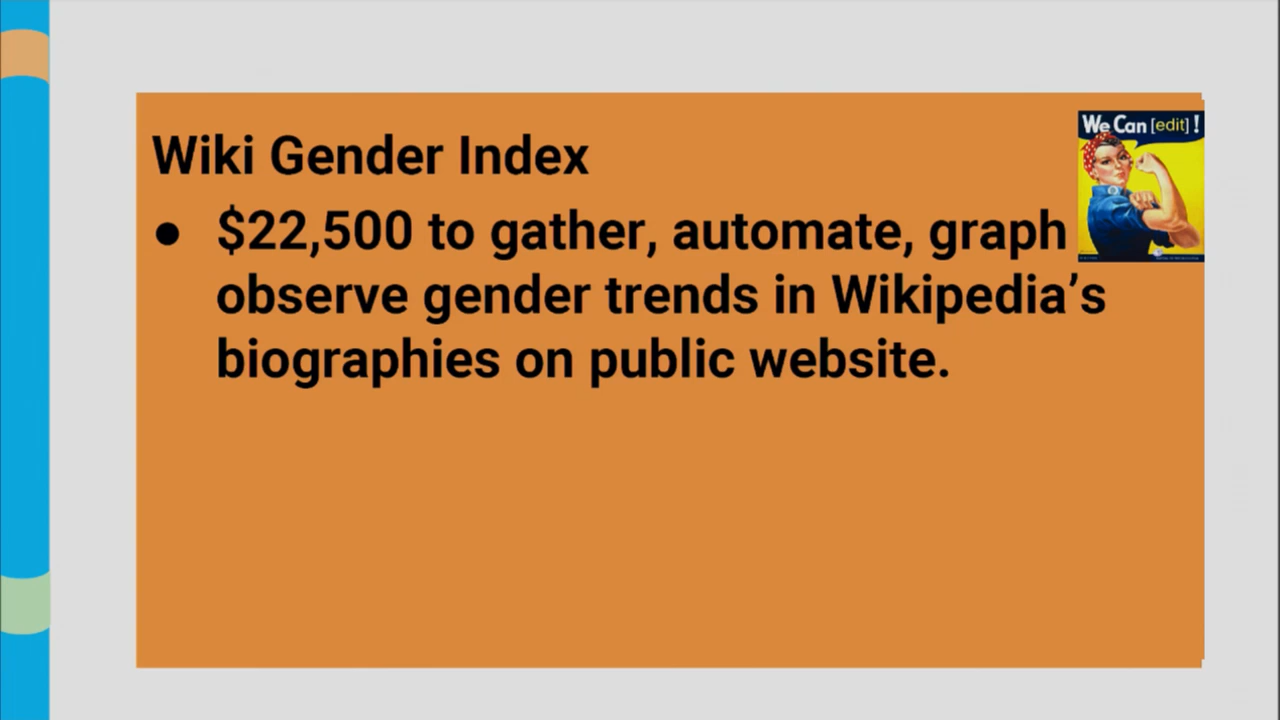 We Can [edit] !
Wiki Gender Index
● $22,500 to gather, automate, graph
observe gender trends in Wikipedia’s
biographies on public website.